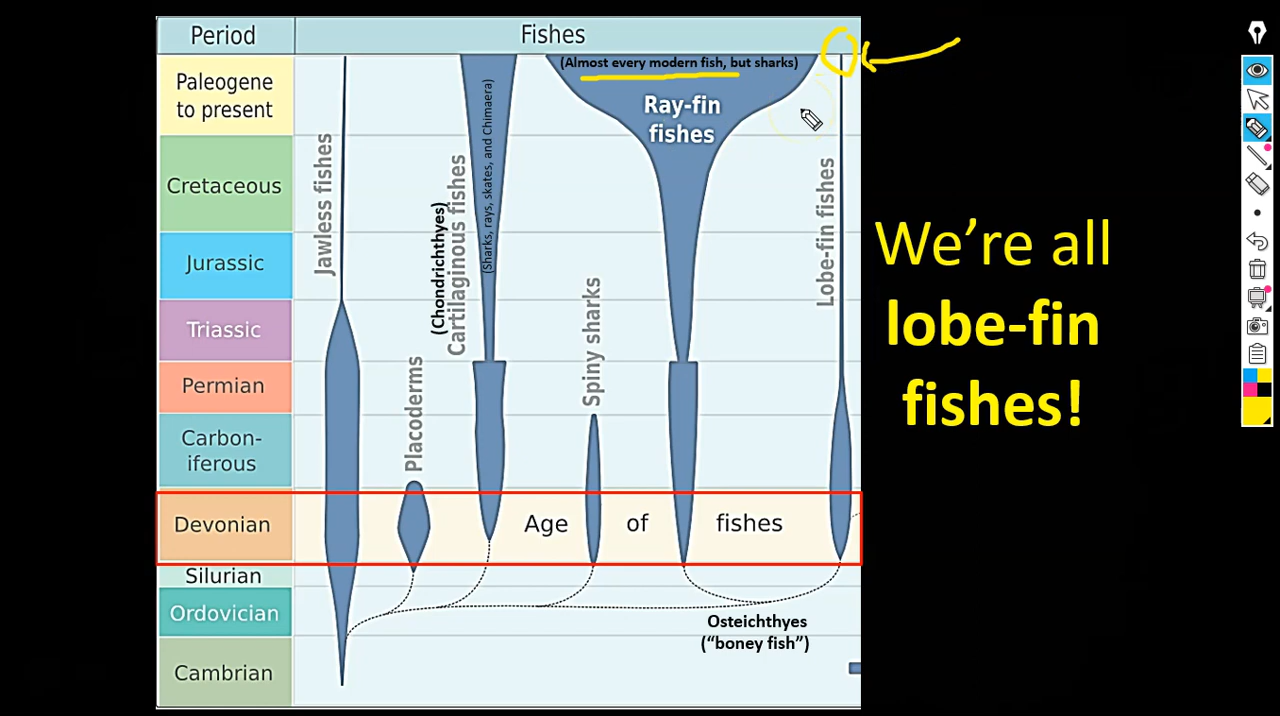 Period
Fishes
Paleogene
to present
Cretaceous
Jurassic
Triassic
Permian
Carbon-
iferous
Devonian
Silurian
Ordovician
Cambrian
Jawless fishes
Placoderms
(Chondrichthyes)
Cartilaginous fishes
(Sharks, rays, skates, and Chimaera)
Spiny sharks
(Almost every modern fish, but sharks)
Ray-fin
fishes
Lobe-fin fishes
Age of fishes
Osteichthyes
(“boney fish”)
We’re all
lobe-fin
fishes!